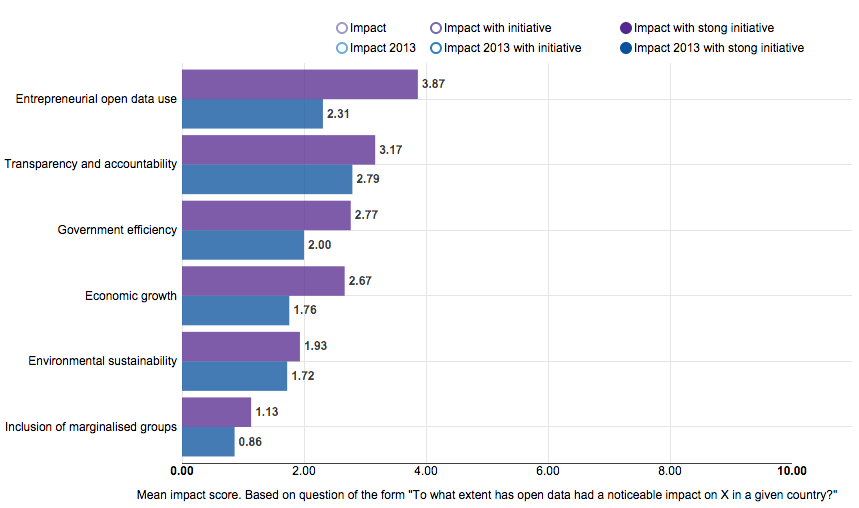 Impact Impact with initiative Impact with stong initiative
Impact 2013 Impact 2013 with initiative Impact 2013 with stong initiative
3.87
Entrepreneurial open data use
2.31
3.17
Transparency and accountability
2.79
2.77
Government efficiency
2.00
2.67
Economic growth
1.76
1.93
Environmental sustainability
1.72
1.13
Inclusion of marginalised groups
0.86
0.00 2.00 4.00 6.00 8.00 10.00
Mean impact score. Based on question of the form "To what extent has open data had a noticeable impact on X in a given country?"